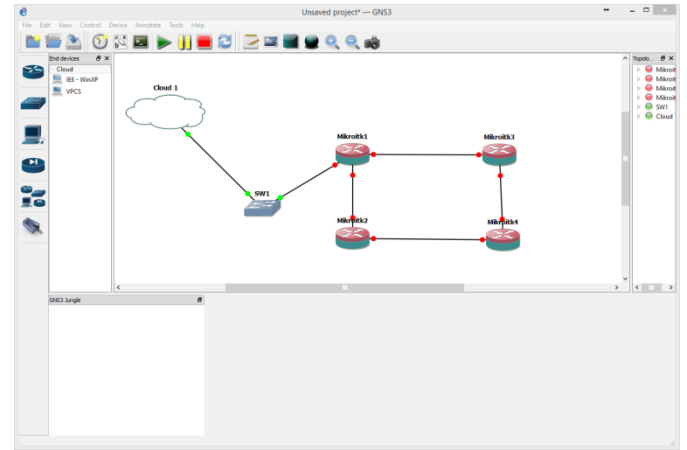 Unsaved project* — GNS3
File Edit View Control Device Annotate Tools Help
End devices
Cloud
IE6 - WinXP
VPCS
Cloud 1
Mikroitk1
Mikroitk3
SW1
Mikroitk2
Mikroitk4
Topolo...
Mikroit
Mikroit
Mikroit
Mikroit
SW1
Cloud
GNS3 Jungle